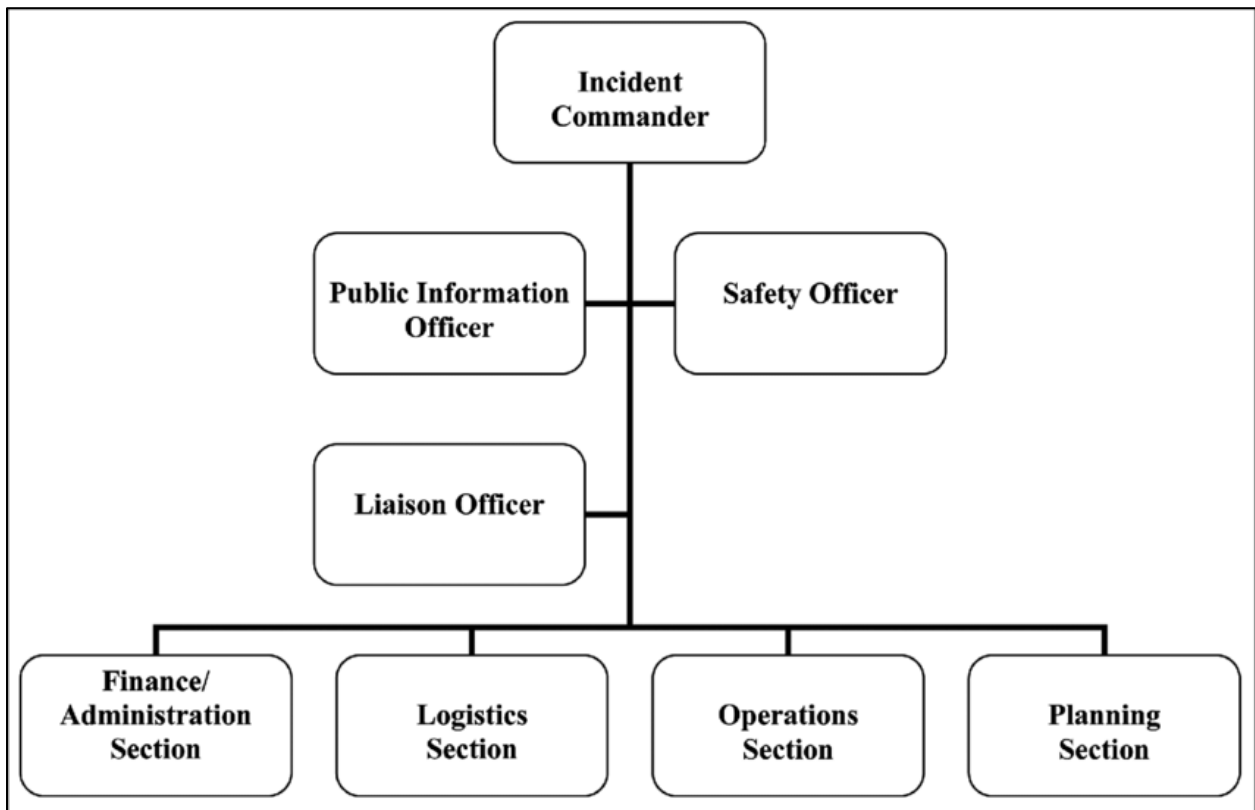 Incident
Commander
Public Information
Officer
Safety Officer
Liaison Officer
Finance/
Administration
Section
Logistics
Section
Operations
Section
Planning
Section